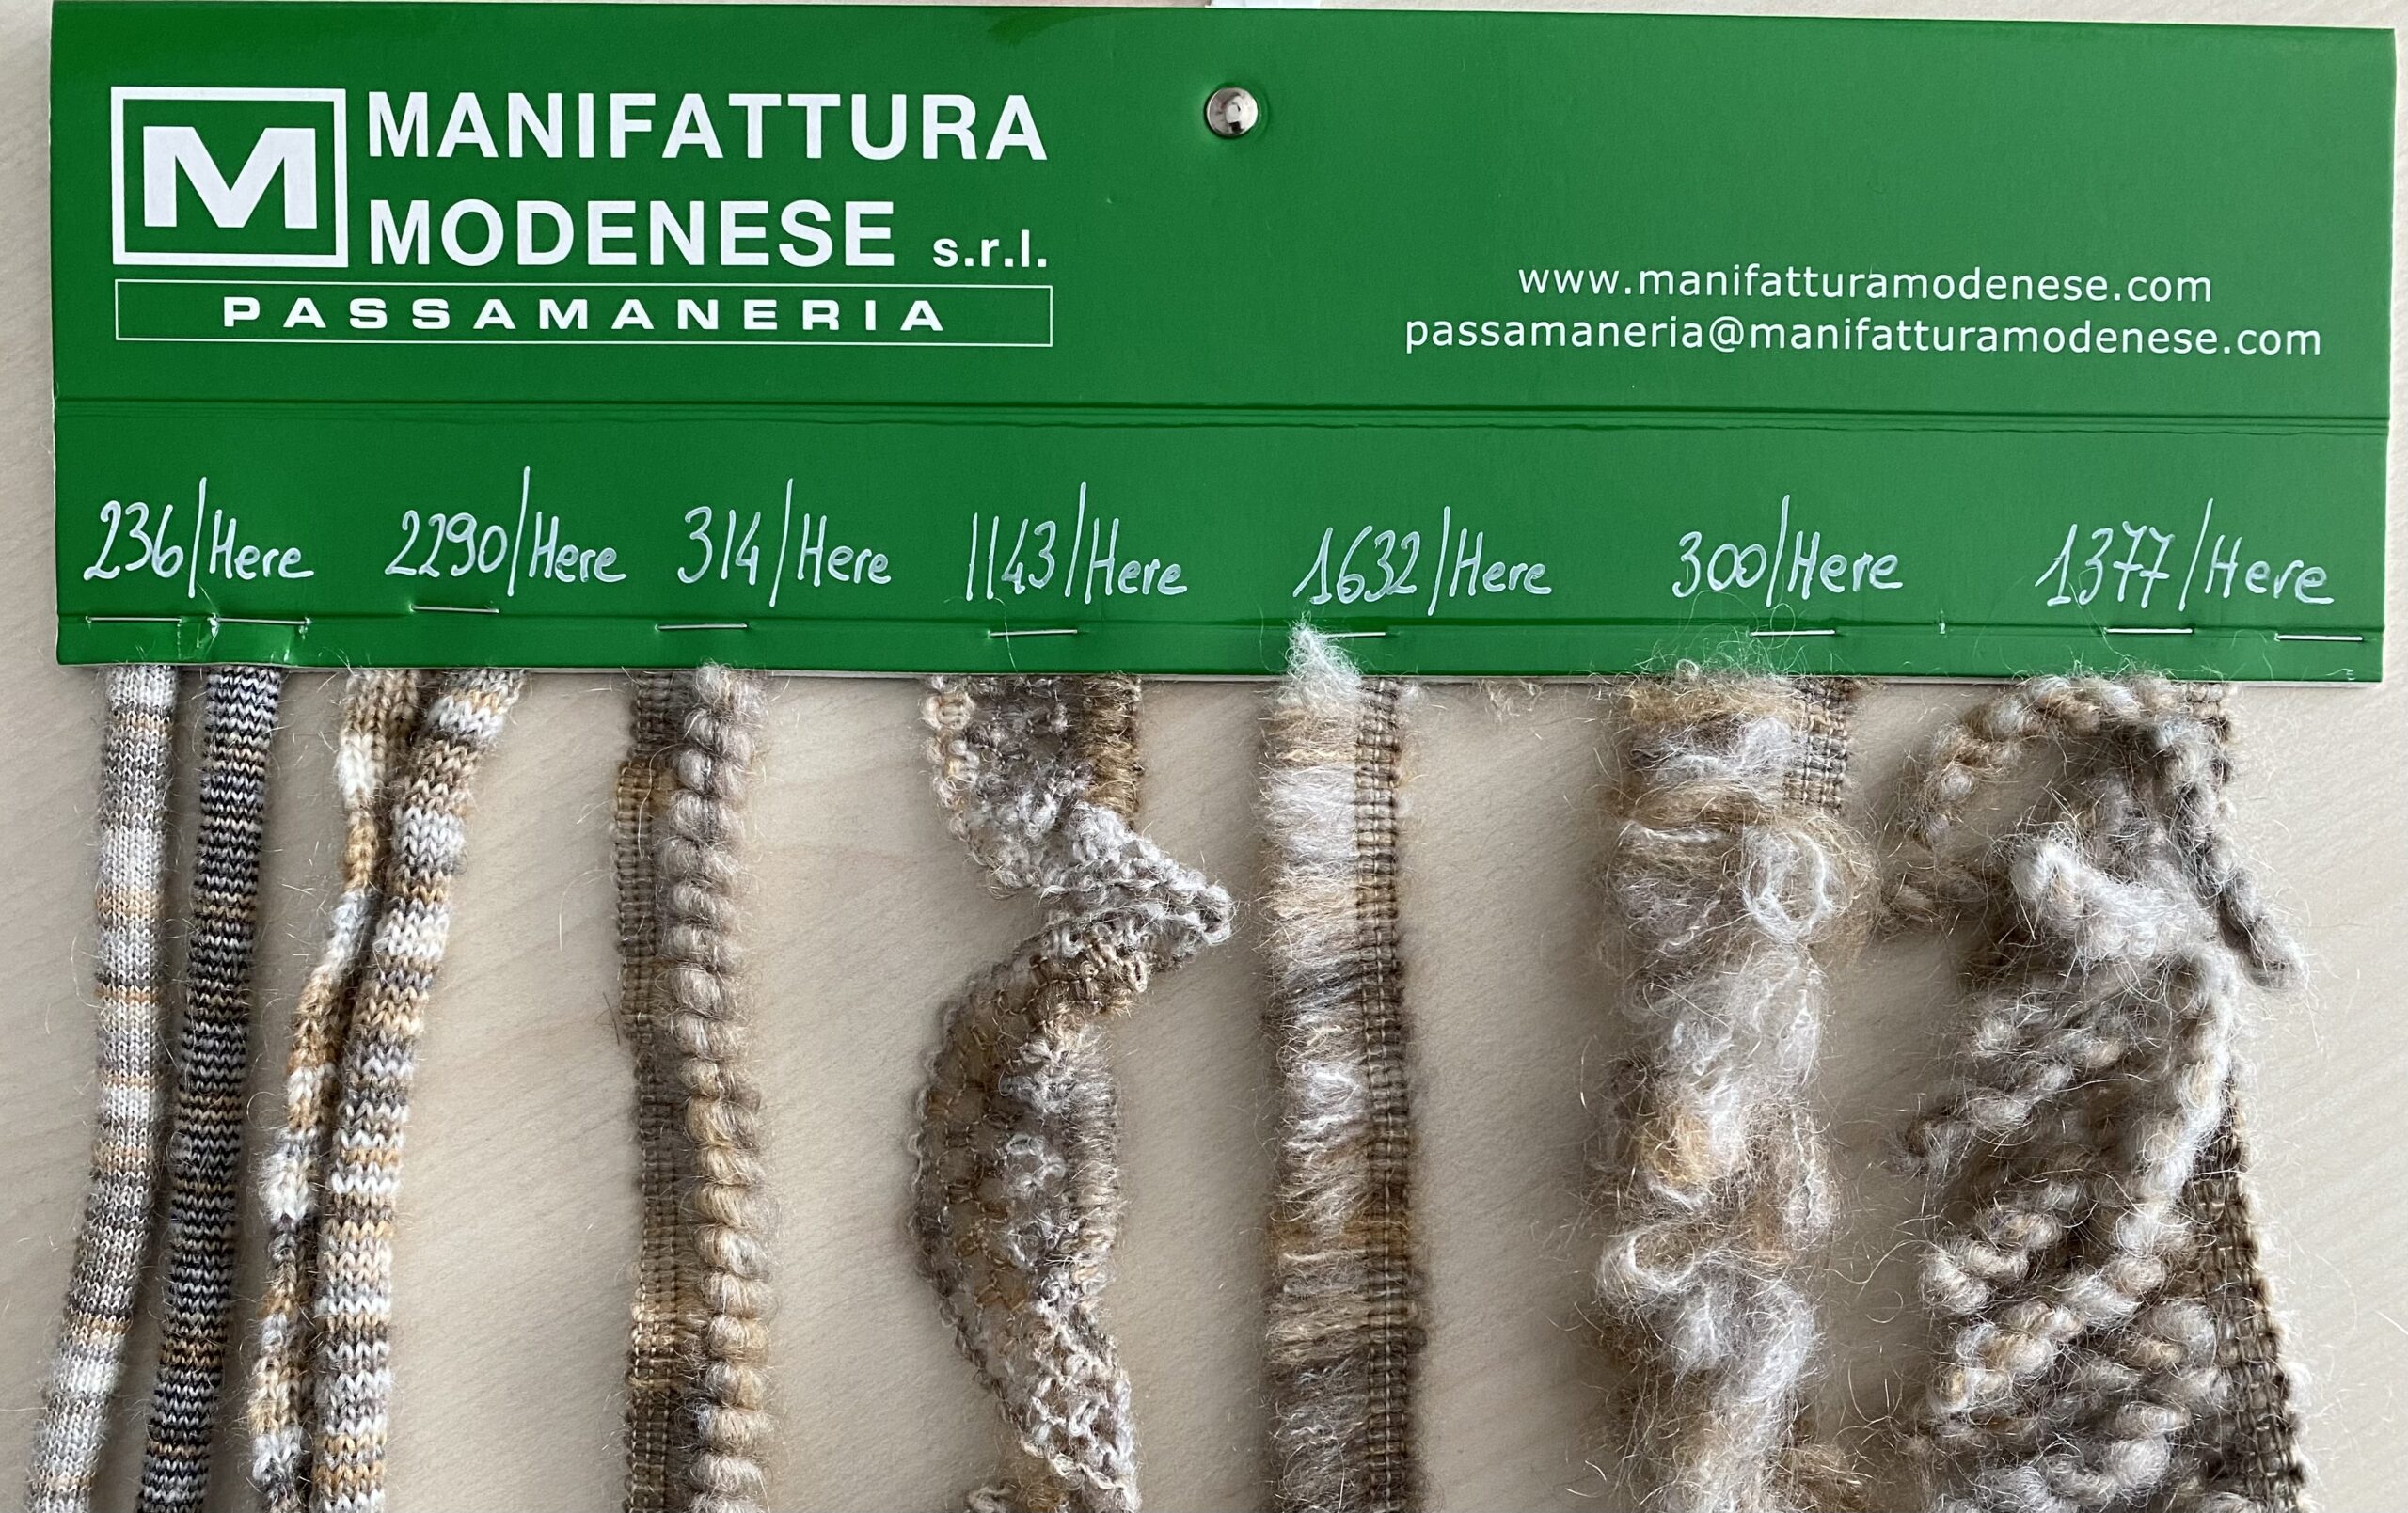 M
MANIFATTURA
MODENESE s.r.l.
PASSAMANERIA
www.manifatturamodenese.com
passamaneria@manifatturamodenese.com
236/Here 2290/Here 314/Here 1143/Here 1632/Here 300/Here 1377/Here